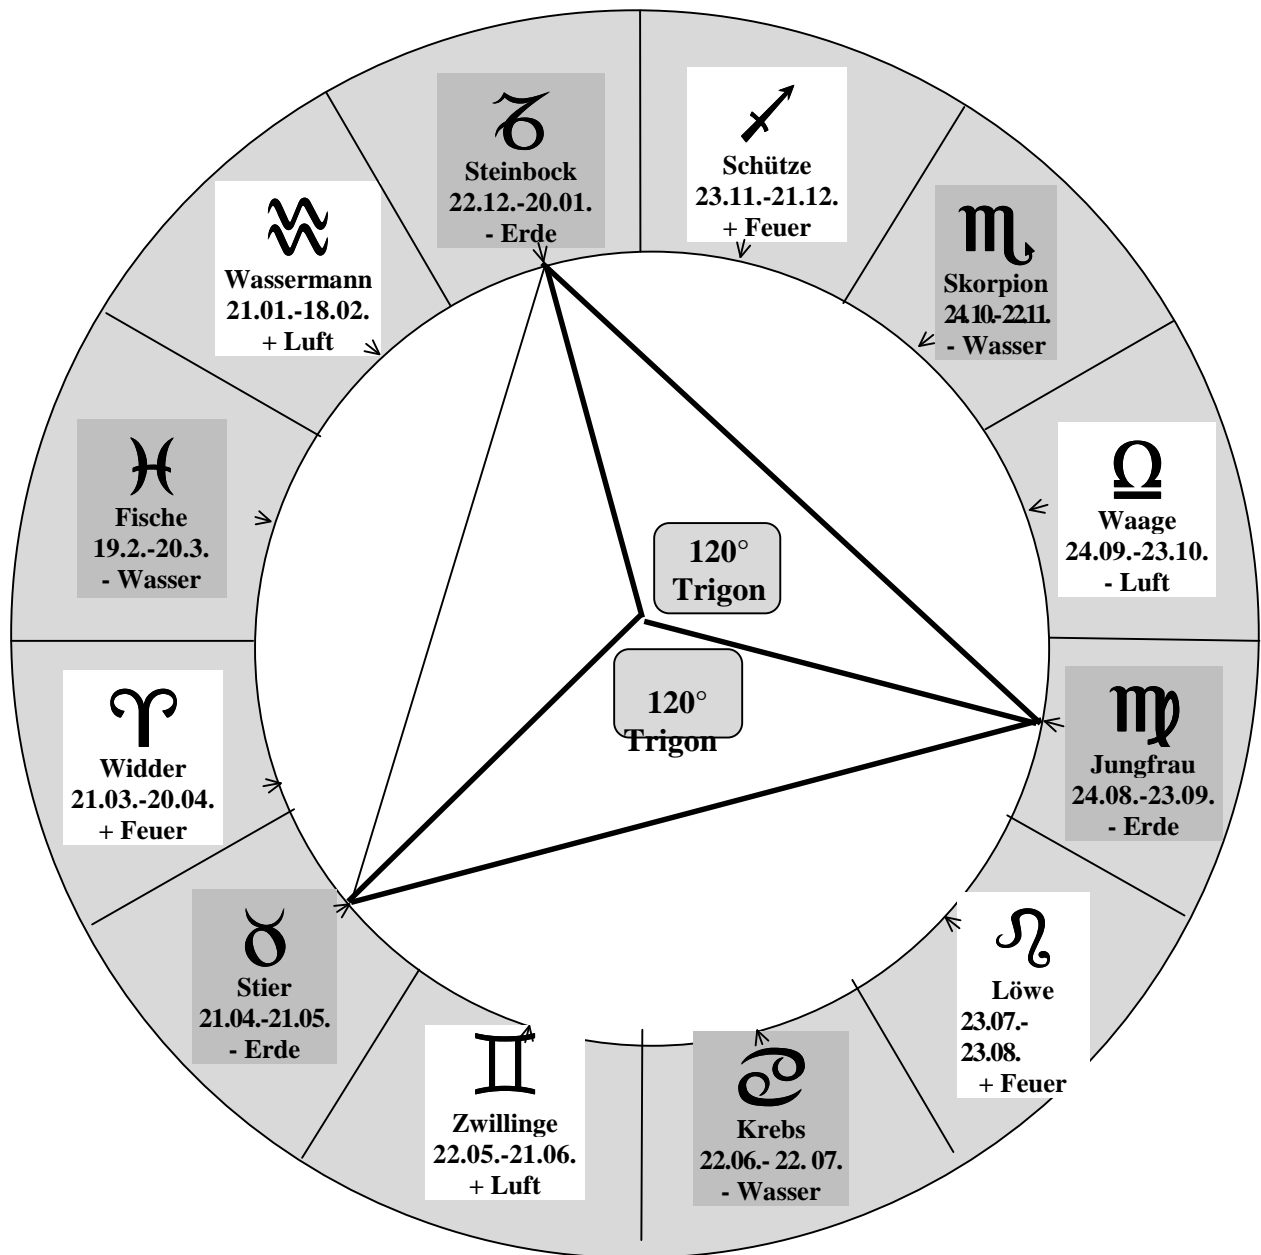 Steinbock
22.12.-20.01.
- Erde
Schütze
23.11.-21.12.
+ Feuer
Wassermann
21.01.-18.02.
+ Luft
Skorpion
24.10.-22.11.
- Wasser
Fische
19.2.-20.3.
- Wasser
Waage
24.09.-23.10.
- Luft
120°
Trigon
120°
Trigon
Widder
21.03.-20.04.
+ Feuer
Jungfrau
24.08.-23.09.
- Erde
Stier
21.04.-21.05.
- Erde
Löwe
23.07.-
23.08.
+ Feuer
Zwillinge
22.05.-21.06.
+ Luft
Krebs
22.06.- 22. 07.
- Wasser